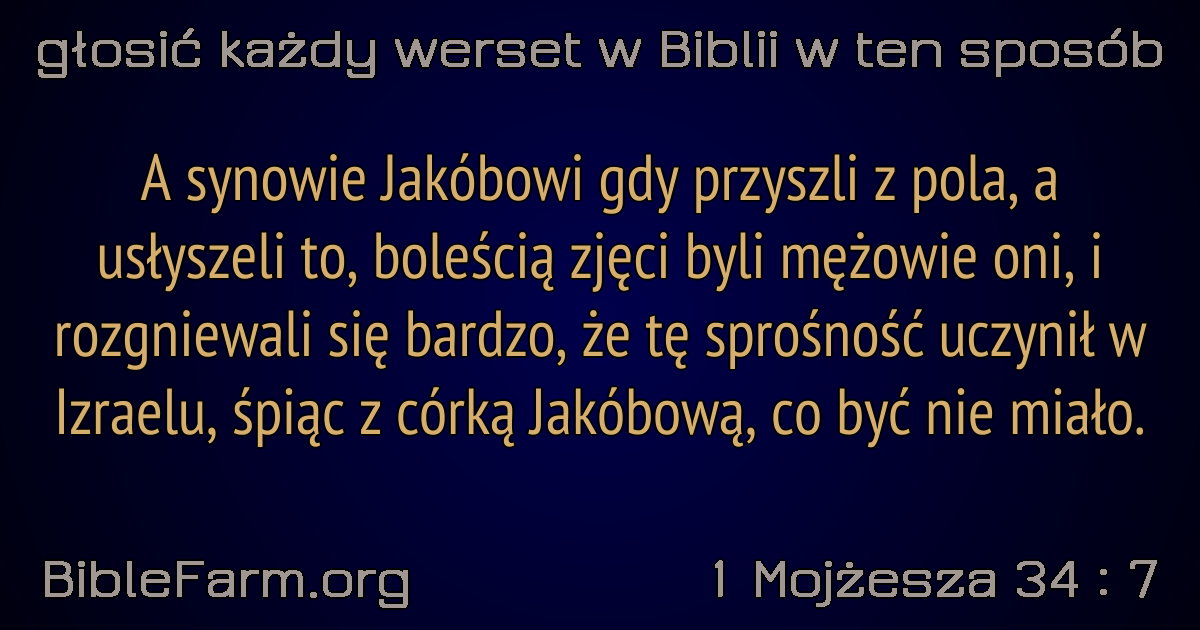 głosić każdy werset w Biblii w ten sposób
A synowie Jakóbowi gdy przyszli z pola, a
usłyszeli to, boleścią zjęci byli mężowie oni, i
rozgniewali się bardzo, że tę sprośność uczynił w
Izraelu, śpiąc z córką Jakóbową, co być nie miało.
BibleFarm.org
1 Mojżesza 34 : 7